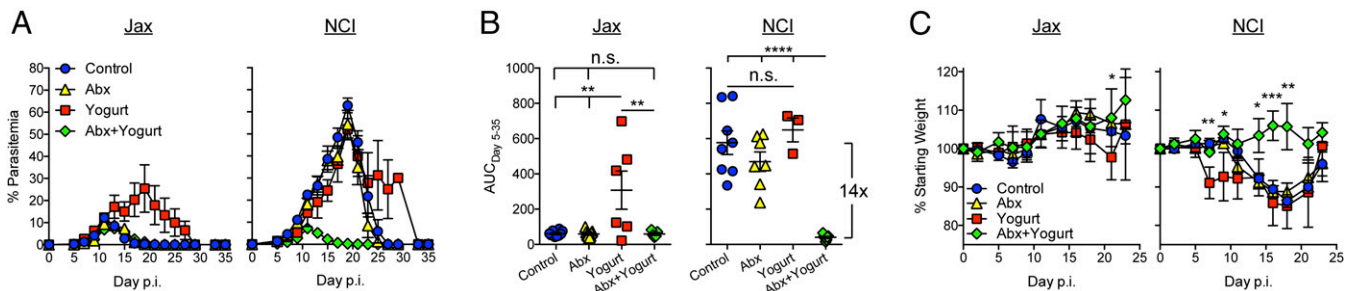 A
Jax
NCI
% Parasitemia
80
70
60
50
40
30
20
10
0
Control
Abx
Yogurt
Abx+Yogurt
0 5 10 15 20 25 30 35
0 5 10 15 20 25 30 35
Day p.i.
Day p.i.
B
Jax
NCI
AUC Day 5-35
1000
800
600
400
200
0
n.s.
**
**
****
n.s.
14x
Control
Abx
Yogurt
Abx+Yogurt
Control
Abx
Yogurt
Abx+Yogurt
C
Jax
NCI
% Starting Weight
120
110
100
90
80
*
** * * *** **
Control
Abx
Yogurt
Abx+Yogurt
0 5 10 15 20 25
0 5 10 15 20 25
Day p.i.
Day p.i.